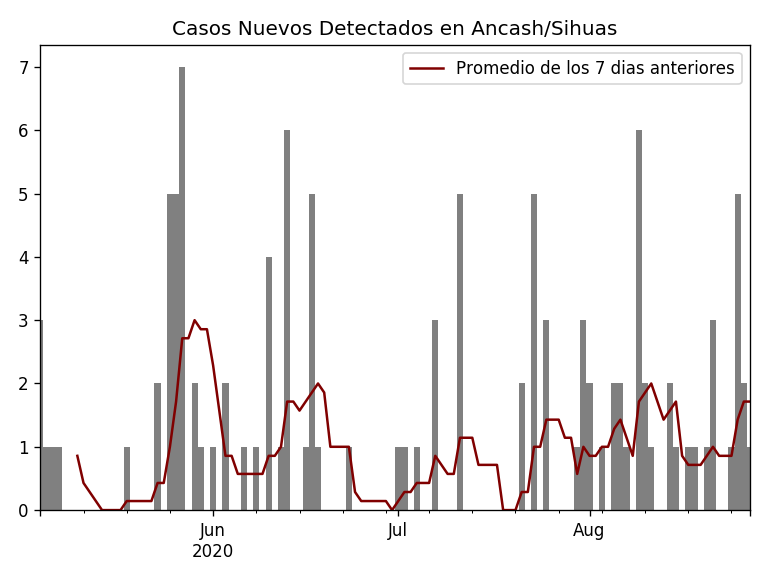 Casos Nuevos Detectados en Ancash/Sihuas
Promedio de los 7 dias anteriores
7
6
5
4
3
2
1
0
Jun
2020
Jul
Aug